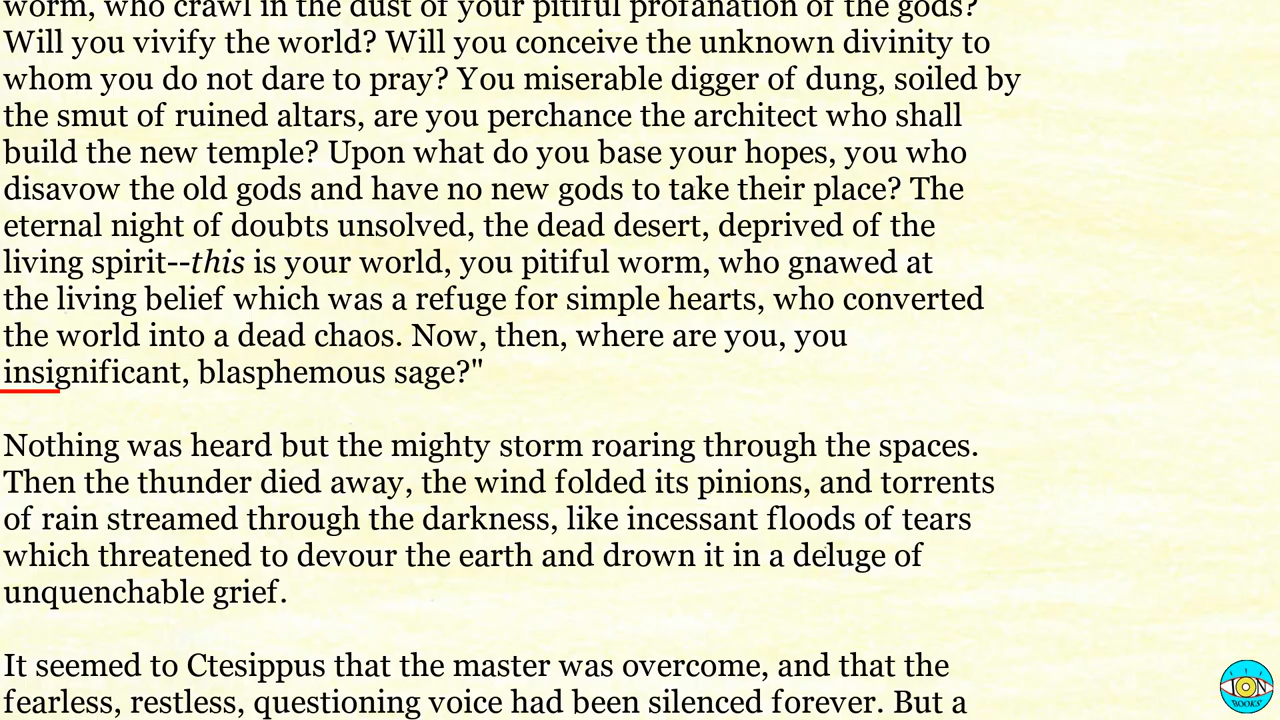 worm, who crawl in the dust of your pitiful profanation of the gods?
Will you vivify the world? Will you conceive the unknown divinity to
whom you do not dare to pray? You miserable digger of dung, soiled by
the smut of ruined altars, are you perchance the architect who shall
build the new temple? Upon what do you base your hopes, you who
disavow the old gods and have no new gods to take their place? The
eternal night of doubts unsolved, the dead desert, deprived of the
living spirit--this is your world, you pitiful worm, who gnawed at
the living belief which was a refuge for simple hearts, who converted
the world into a dead chaos. Now, then, where are you, you
insignificant, blasphemous sage?"
Nothing was heard but the mighty storm roaring through the spaces.
Then the thunder died away, the wind folded its pinions, and torrents
of rain streamed through the darkness, like incessant floods of tears
which threatened to devour the earth and drown it in a deluge of
unquenchable grief.
It seemed to Ctesippus that the master was overcome, and that the
fearless, restless, questioning voice had been silenced forever. But a
ION
BOOKS